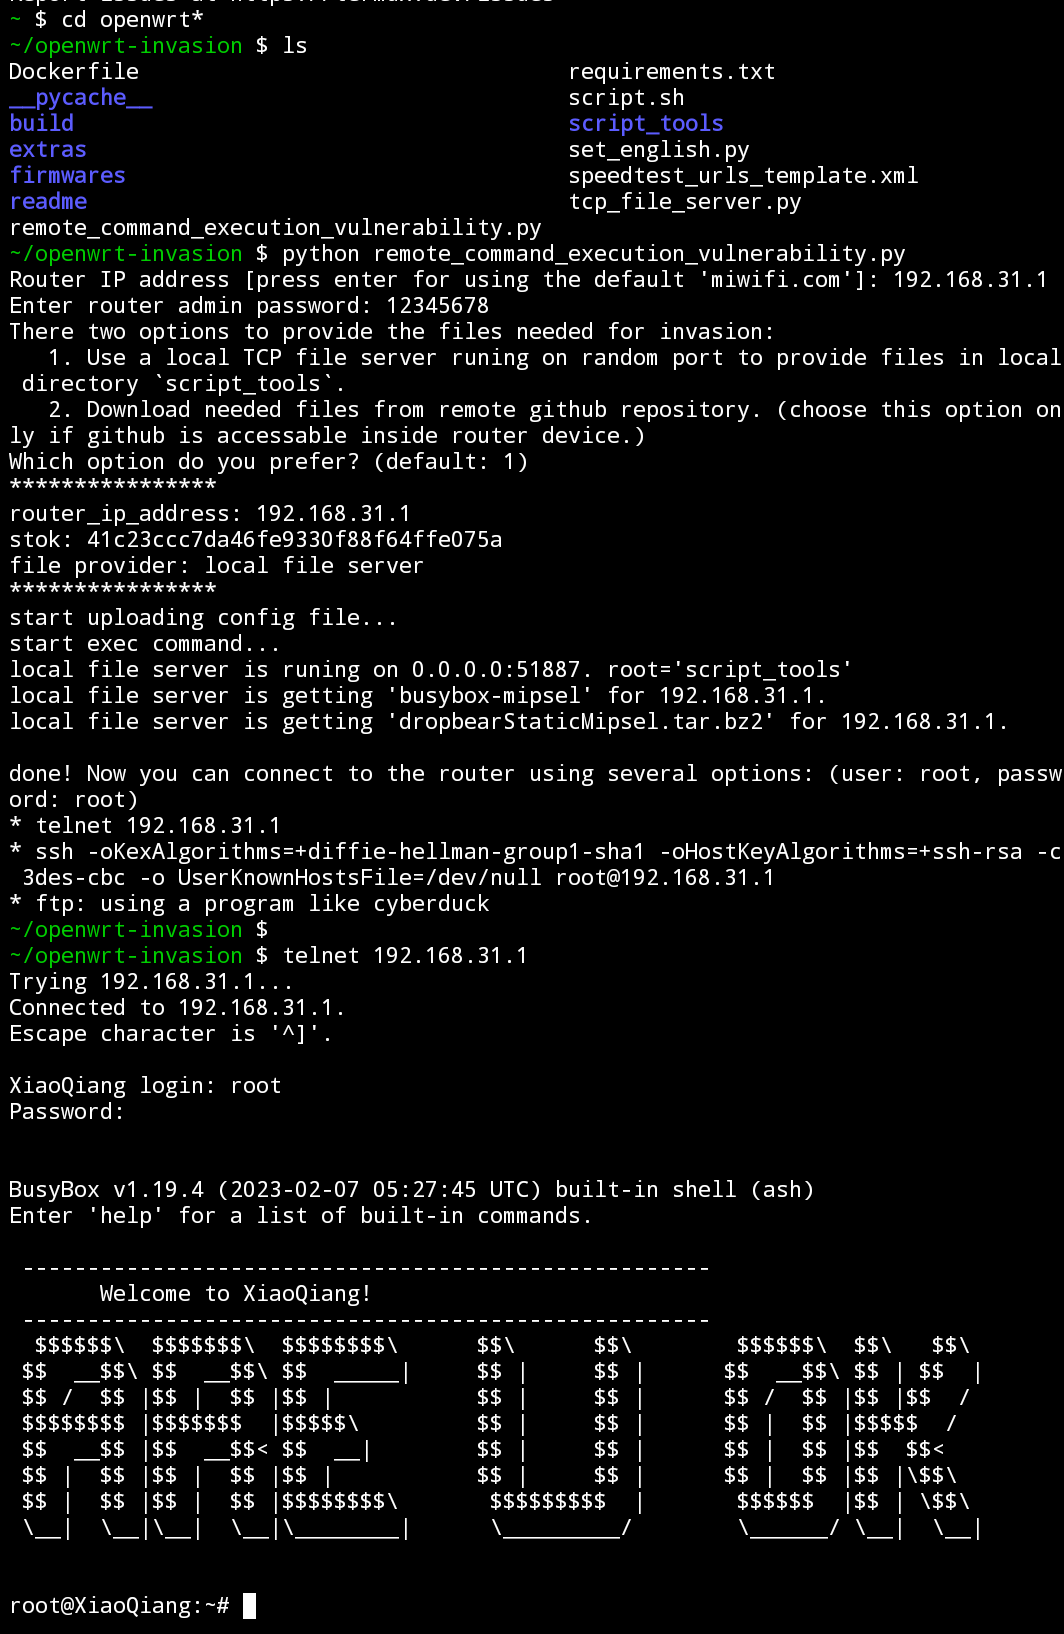 ~ $ cd openwrt*
~/openwrt-invasion $ ls
Dockerfile                                 requirements.txt
__pycache__                                script.sh
build                                      script_tools
extras                                     set_english.py
firmwares                                  speedtest_urls_template.xml
readme                                     tcp_file_server.py
remote_command_execution_vulnerability.py
~/openwrt-invasion $ python remote_command_execution_vulnerability.py
Router IP address [press enter for using the default 'miwifi.com']: 192.168.31.1
Enter router admin password: 12345678
There two options to provide the files needed for invasion:
   1. Use a local TCP file server runing on random port to provide files in local
 directory `script_tools`.
   2. Download needed files from remote github repository. (choose this option on
ly if github is accessable inside router device.)
Which option do you prefer? (default: 1)
****************
router_ip_address: 192.168.31.1
stok: 41c23ccc7da46fe9330f88f64ffe075a
file provider: local file server
****************
start uploading config file...
start exec command...
local file server is runing on 0.0.0.0:51887. root='script_tools'
local file server is getting 'busybox-mipsel' for 192.168.31.1.
local file server is getting 'dropbearStaticMipsel.tar.bz2' for 192.168.31.1.

done! Now you can connect to the router using several options: (user: root, passw
ord: root)
* telnet 192.168.31.1
* ssh -oKexAlgorithms=+diffie-hellman-group1-sha1 -oHostKeyAlgorithms=+ssh-rsa -c
 3des-cbc -o UserKnownHostsFile=/dev/null root@192.168.31.1
* ftp: using a program like cyberduck
~/openwrt-invasion $
~/openwrt-invasion $ telnet 192.168.31.1
Trying 192.168.31.1...
Connected to 192.168.31.1.
Escape character is '^]'.

XiaoQiang login: root
Password:

BusyBox v1.19.4 (2023-02-07 05:27:45 UTC) built-in shell (ash)
Enter 'help' for a list of built-in commands.

 -----------------------------------------------------
       Welcome to XiaoQiang!
 -----------------------------------------------------
  $$$$$$\  $$$$$$$\  $$$$$$$$\      $$\      $$\        $$$$$$\  $$\   $$\
 $$  __$$\ $$  __$$\ $$  _____|     $$ |     $$ |      $$  __$$\ $$ | $$  |
 $$ /  $$ |$$ |  $$ |$$ |           $$ |     $$ |      $$ /  $$ |$$ |$$  /
 $$$$$$$$ |$$$$$$$  |$$$$$\         $$ |     $$ |      $$ |  $$ |$$$$$  /
 $$  __$$ |$$  __$$< $$  __|        $$ |     $$ |      $$ |  $$ |$$  $$<
 $$ |  $$ |$$ |  $$ |$$ |           $$ |     $$ |      $$ |  $$ |$$ |\$$\
 $$ |  $$ |$$ |  $$ |$$$$$$$$\       $$$$$$$$$  |       $$$$$$  |$$ | \$$\
 \__|  \__|\__|  \__|\________|      \_________/        \______/ \__|  \__|

root@XiaoQiang:~#